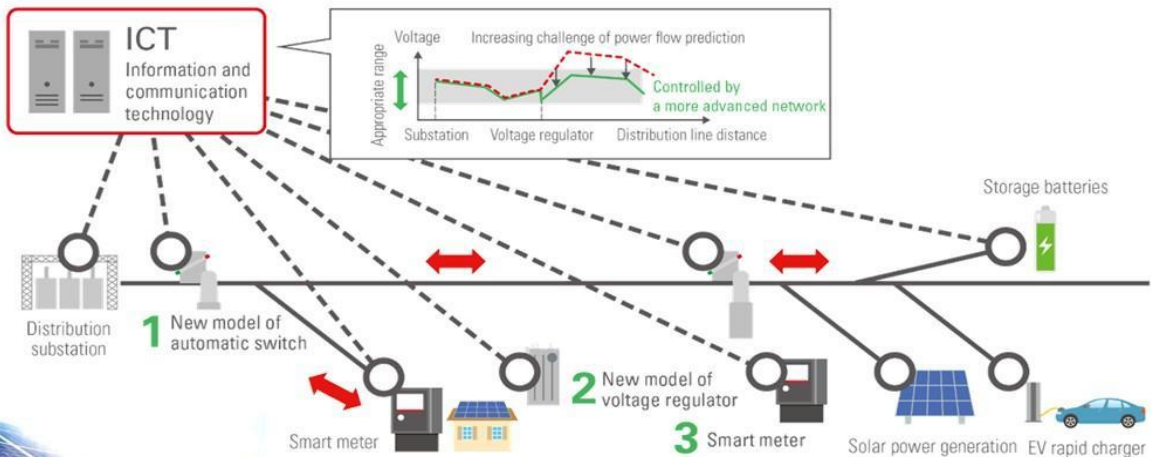 ICT
Information and
communication
technology
Voltage
Increasing challenge of power flow prediction
Appropriate range
Controlled by
a more advanced network
Substation
Voltage regulator
Distribution line distance
Storage batteries
Distribution
substation
1 New model of
automatic switch
Smart meter
2 New model of
voltage regulator
3 Smart meter
Solar power generation
EV rapid charger